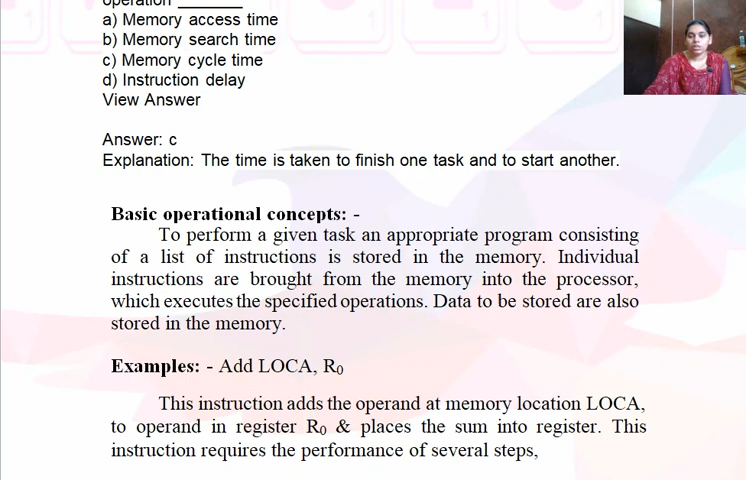 operation _______
a) Memory access time
b) Memory search time
c) Memory cycle time
d) Instruction delay
View Answer
Answer: c
Explanation: The time is taken to finish one task and to start another.
Basic operational concepts: -
To perform a given task an appropriate program consisting
of a list of instructions is stored in the memory. Individual
instructions are brought from the memory into the processor,
which executes the specified operations. Data to be stored are also
stored in the memory.
Examples: - Add LOCA, R0
This instruction adds the operand at memory location LOCA,
to operand in register R0 & places the sum into register. This
instruction requires the performance of several steps,